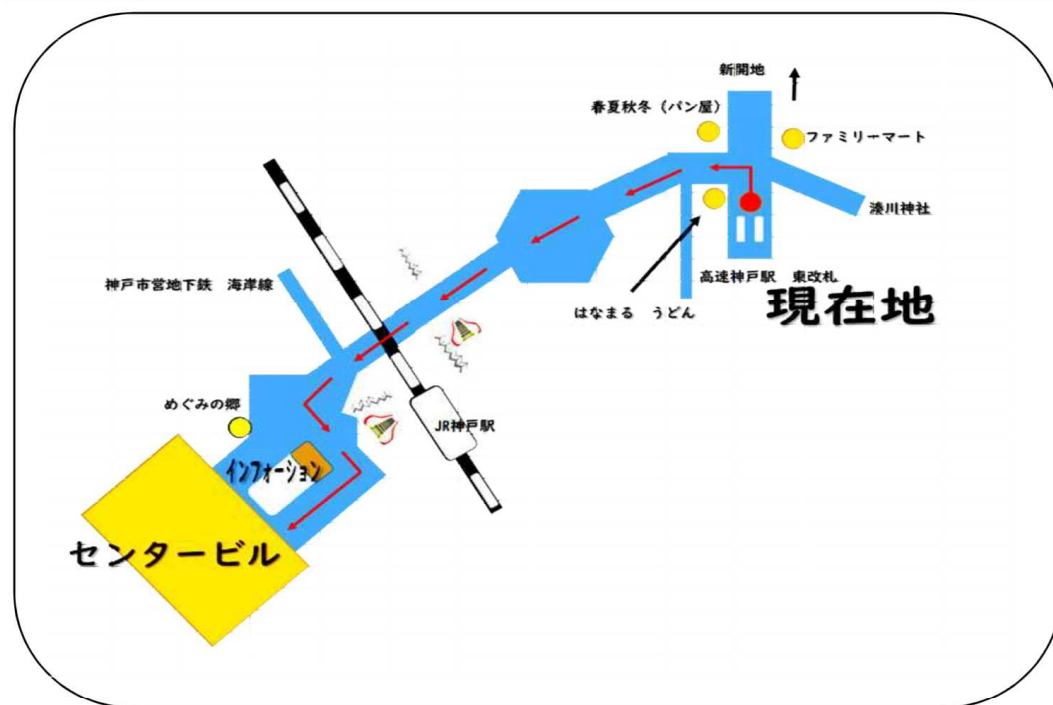 新開地
春夏秋冬（パン屋）
ファミリーマート
湊川神社
高速神戸駅　東改札
現在地
はなまる　うどん
神戸市営地下鉄　海岸線
めぐみの郷
JR神戸駅
インフォーション
センタービル